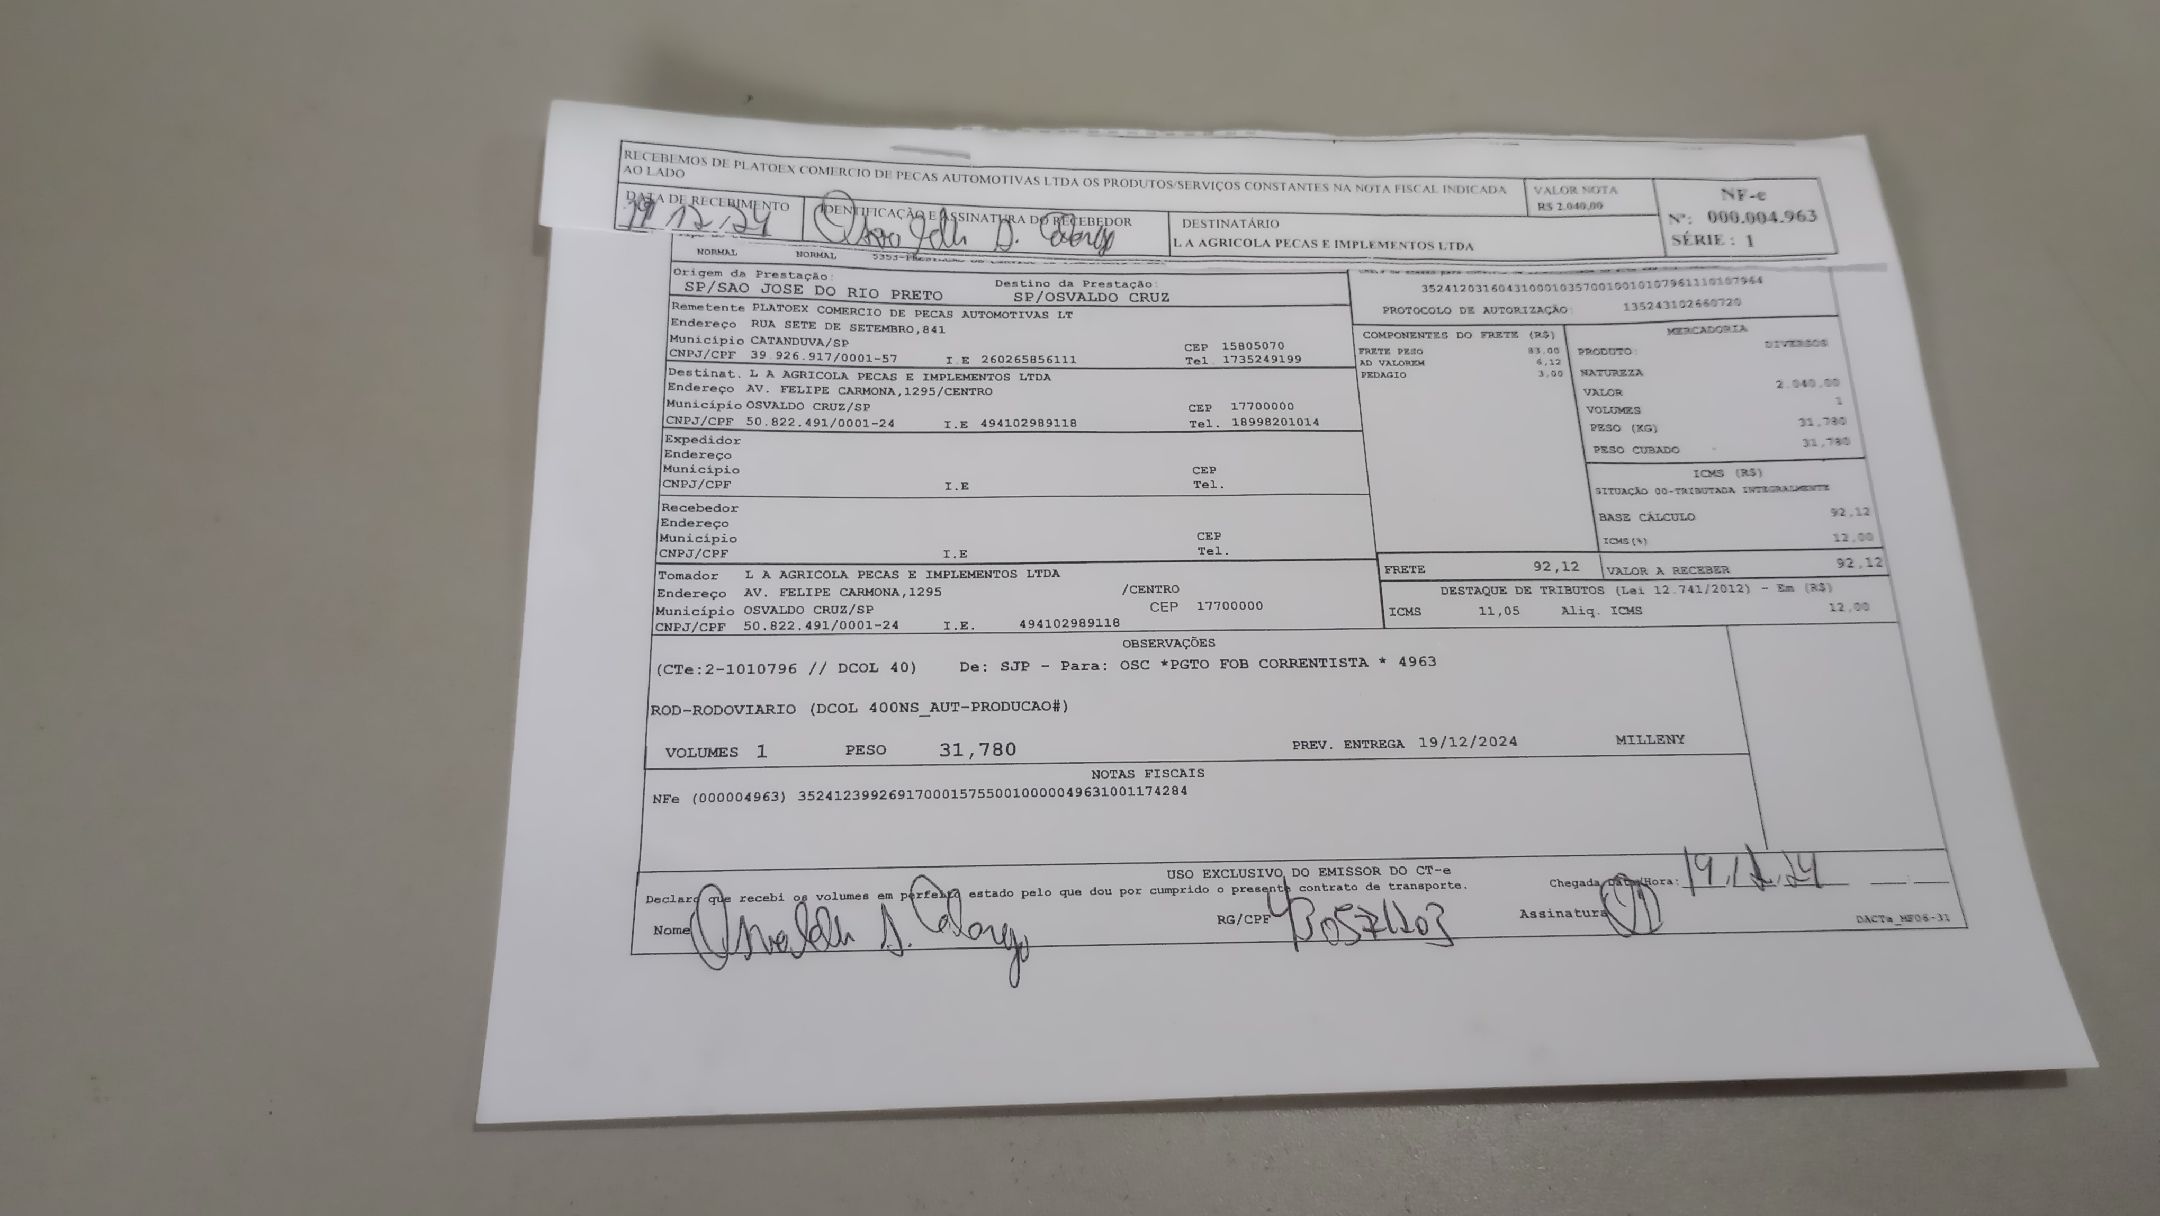 RECEBEMOS DE PLATOEX COMERCIO DE PECAS AUTOMOTIVAS LTDA OS PRODUTOS/SERVIÇOS CONSTANTES NA NOTA FISCAL INDICADA
AO LADO
VALOR NOTA
R$ 2.040,00
NF-e
Nº: 000.004.963
SÉRIE : 1
DATA DE RECEBIMENTO
19/12/24
IDENTIFICAÇÃO E ASSINATURA DO RECEBEDOR
DESTINATÁRIO
L A AGRICOLA PECAS E IMPLEMENTOS LTDA
NORMAL NORMAL
Origem da Prestação:
SP/SAO JOSE DO RIO PRETO
Destino da Prestação:
SP/OSVALDO CRUZ
35241203160431000103570010010107961110107964
PROTOCOLO DE AUTORIZAÇÃO: 135243102660720
Remetente PLATOEX COMERCIO DE PECAS AUTOMOTIVAS LT
Endereço RUA SETE DE SETEMBRO,841
Município CATANDUVA/SP CEP 15805070
CNPJ/CPF 39.926.917/0001-57 I.E 260265856111 Tel. 1735249199
Destinat. L A AGRICOLA PECAS E IMPLEMENTOS LTDA
Endereço AV. FELIPE CARMONA,1295/CENTRO
Município OSVALDO CRUZ/SP CEP 17700000
CNPJ/CPF 50.822.491/0001-24 I.E 494102989118 Tel. 18998201014
Expedidor
Endereço
Município CEP
CNPJ/CPF I.E Tel.
Recebedor
Endereço
Município CEP
CNPJ/CPF I.E Tel.
Tomador L A AGRICOLA PECAS E IMPLEMENTOS LTDA
Endereço AV. FELIPE CARMONA,1295 /CENTRO
Município OSVALDO CRUZ/SP CEP 17700000
CNPJ/CPF 50.822.491/0001-24 I.E. 494102989118
COMPONENTES DO FRETE (R$)
FRETE PESO 83,00
AD VALOREM 6,12
PEDAGIO 3,00
MERCADORIA
PRODUTO: DIVERSOS
NATUREZA
VALOR 2.040,00
VOLUMES 1
PESO (KG) 31,780
PESO CUBADO 31,780
ICMS (R$)
SITUAÇÃO 00-TRIBUTADA INTEGRALMENTE
BASE CÁLCULO 92,12
ICMS(%) 12,00
FRETE 92,12 VALOR A RECEBER 92,12
DESTAQUE DE TRIBUTOS (Lei 12.741/2012) - Em (R$)
ICMS 11,05 Aliq. ICMS 12,00
OBSERVAÇÕES
(CTe:2-1010796 // DCOL 40) De: SJP - Para: OSC *PGTO FOB CORRENTISTA * 4963
ROD-RODOVIARIO (DCOL 400NS_AUT-PRODUCAO#)
VOLUMES 1 PESO 31,780 PREV. ENTREGA 19/12/2024 MILLENY
NOTAS FISCAIS
NFe (000004963) 35241239926917000157550010000049631001174284
USO EXCLUSIVO DO EMISSOR DO CT-e
Declaro que recebi os volumes em perfeito estado pelo que dou por cumprido o presente contrato de transporte.
Chegada Data/Hora: 19/12/24
Nome
RG/CPF
Assinatura
DACTe_MF06-31